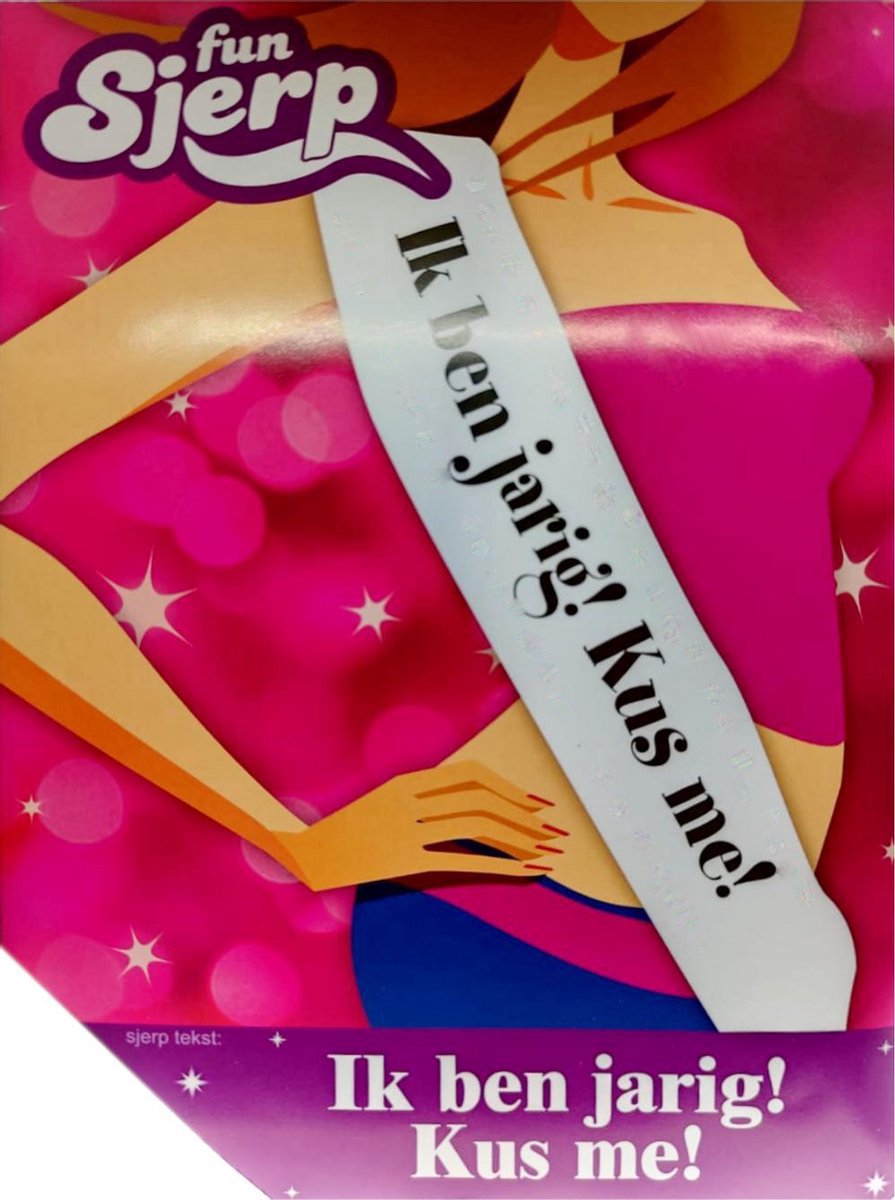 fun
Sjerp
Ik ben jarig! Kus me!
sjerp tekst:
Ik ben jarig!
Kus me!